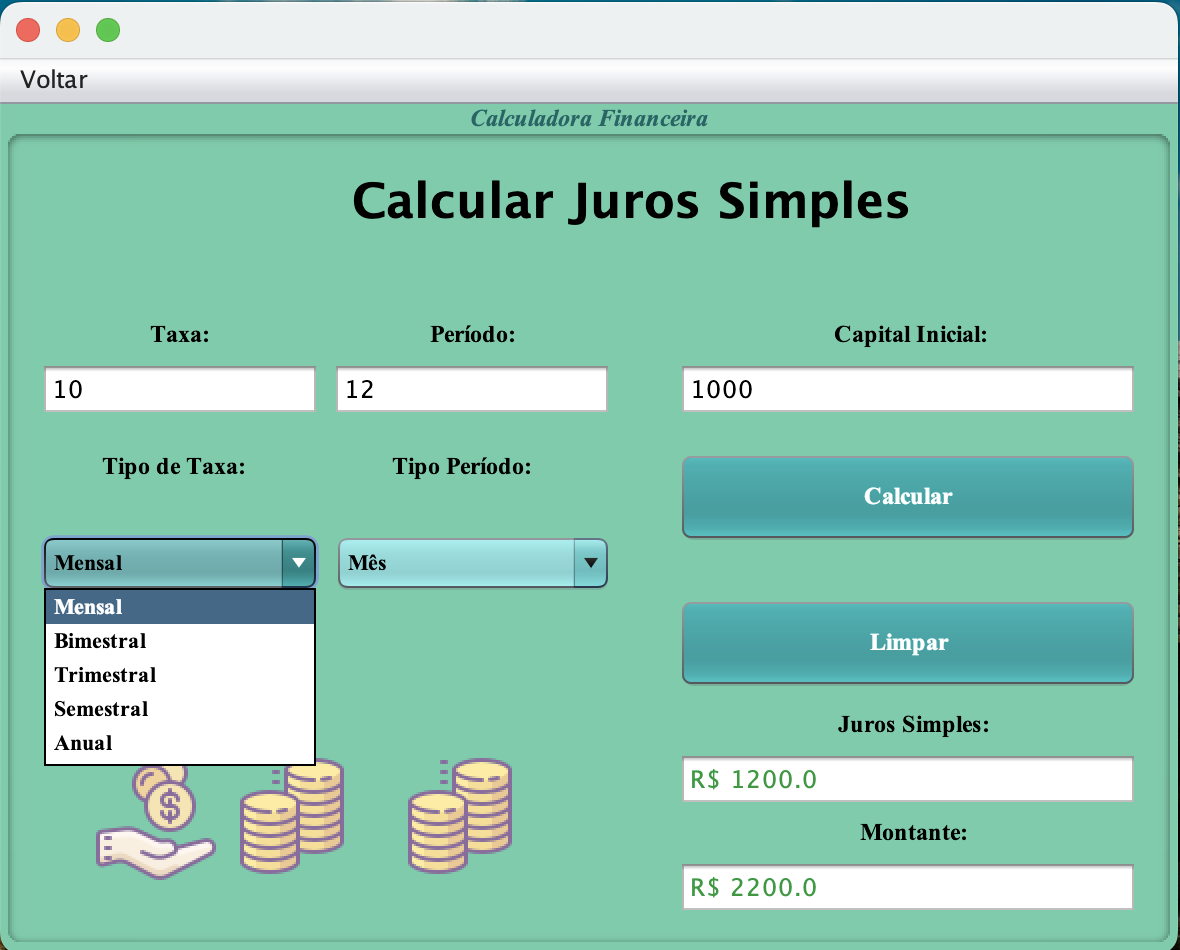 Voltar
Calculadora Financeira
Calcular Juros Simples
Taxa:
Período:
Capital Inicial:
10
12
1000
Tipo de Taxa:
Tipo Período:
Calcular
Mensal
Mês
Mensal
Bimestral
Trimestral
Semestral
Anual
Limpar
Juros Simples:
R$ 1200.0
Montante:
R$ 2200.0
$